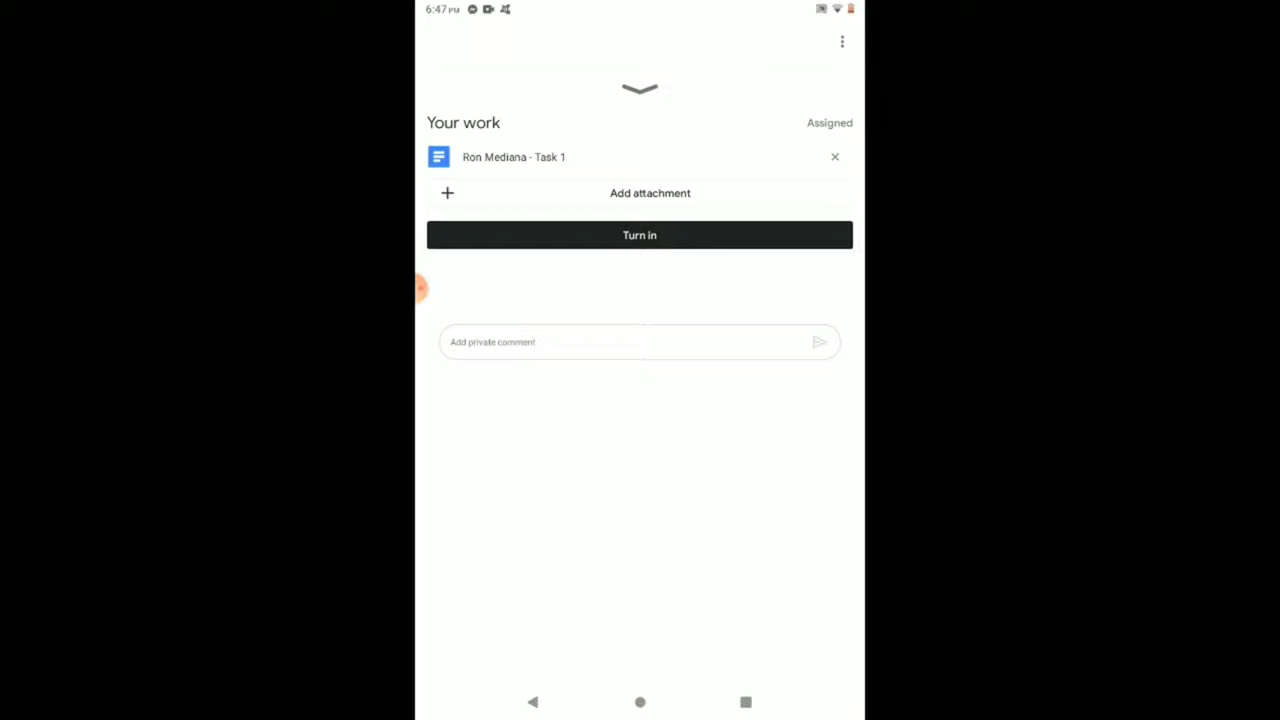 6:47 PM
Your work
Assigned
Ron Mediana - Task 1
Add attachment
Turn in
Add private comment